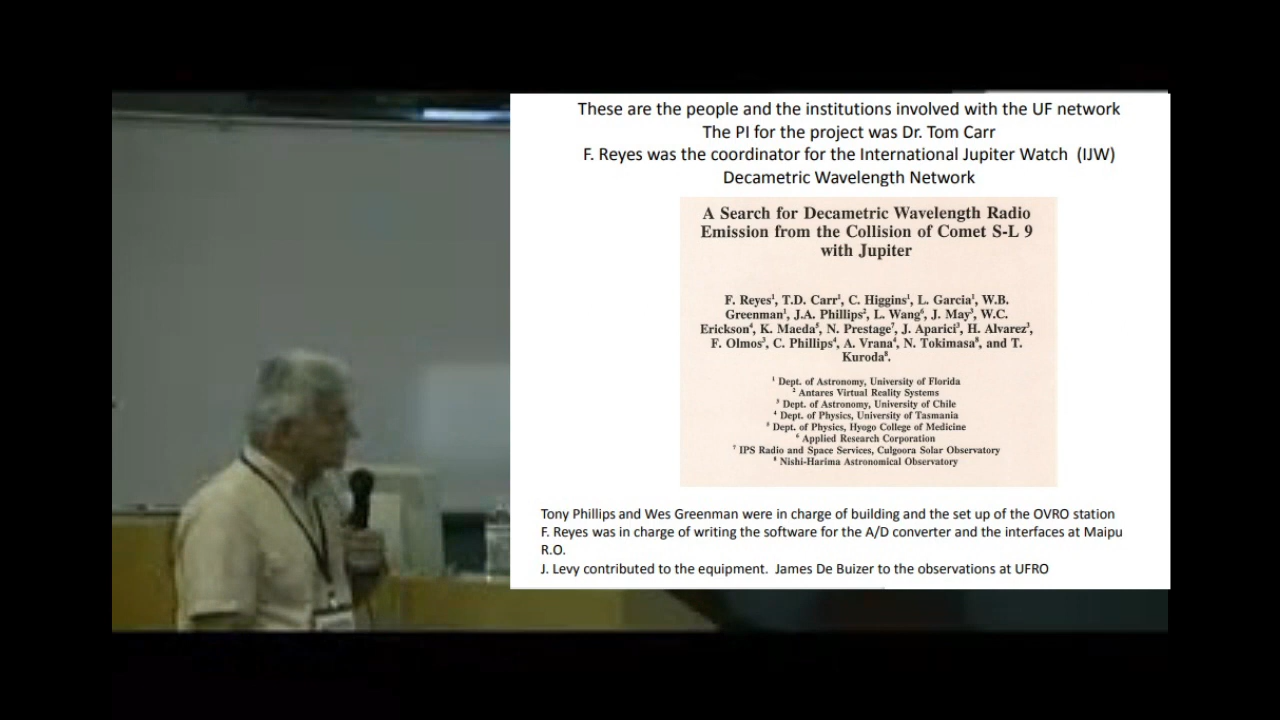 These are the people and the institutions involved with the UF network
The PI for the project was Dr. Tom Carr
F. Reyes was the coordinator for the International Jupiter Watch (IJW)
Decametric Wavelength Network
A Search for Decametric Wavelength Radio
Emission from the Collision of Comet S-L 9
with Jupiter
F. Reyes¹, T.D. Carr¹, C. Higgins¹, L. Garcia¹, W.B.
Greenman¹, J.A. Phillips², L. Wang⁶, J. May³, W.C.
Erickson⁴, K. Maeda⁵, N. Prestage⁷, J. Aparici³, H. Alvarez³,
F. Olmos³, C. Phillips⁴, A. Vrana⁴, N. Tokimasa⁸, and T.
Kuroda⁸.
¹ Dept. of Astronomy, University of Florida
² Antares Virtual Reality Systems
³ Dept. of Astronomy, University of Chile
⁴ Dept. of Physics, University of Tasmania
⁵ Dept. of Physics, Hyogo College of Medicine
⁶ Applied Research Corporation
⁷ IPS Radio and Space Services, Culgoora Solar Observatory
⁸ Nishi-Harima Astronomical Observatory
Tony Phillips and Wes Greenman were in charge of building and the set up of the OVRO station
F. Reyes was in charge of writing the software for the A/D converter and the interfaces at Maipu
R.O.
J. Levy contributed to the equipment. James De Buizer to the observations at UFRO